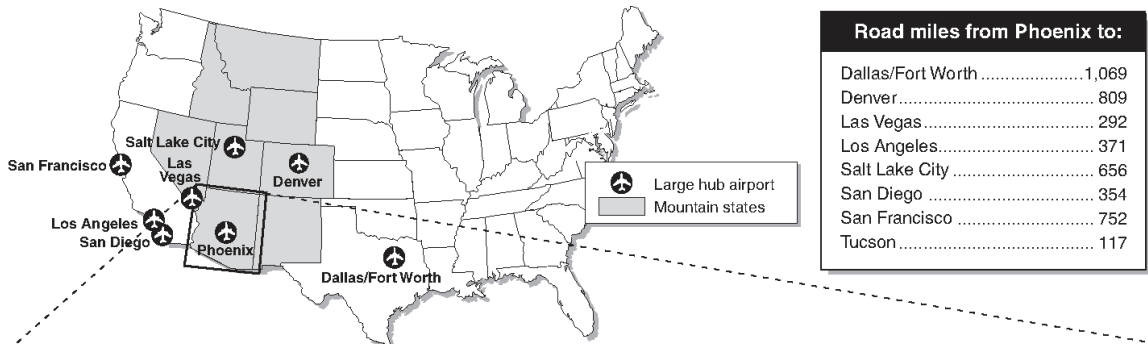 Salt Lake City
San Francisco
Las
Vegas
Denver
Los Angeles
San Diego
Phoenix
Dallas/Fort Worth
Large hub airport
Mountain states
Road miles from Phoenix to:
Dallas/Fort Worth.....................1,069
Denver................................... 809
Las Vegas............................... 292
Los Angeles............................ 371
Salt Lake City ......................... 656
San Diego .............................. 354
San Francisco ........................ 752
Tucson ................................... 117